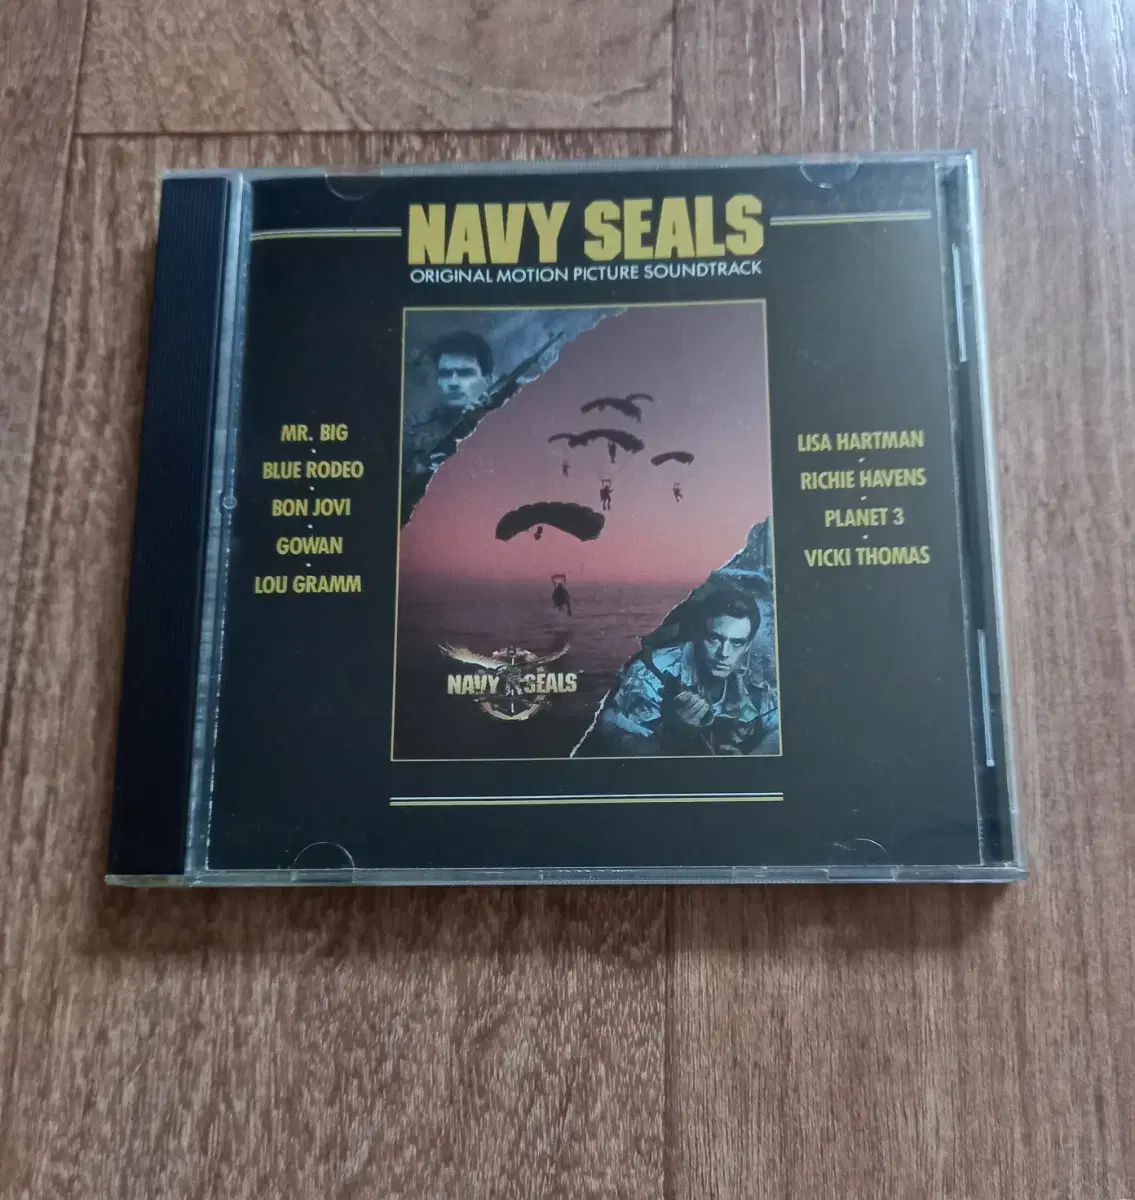 NAVY SEALS
ORIGINAL MOTION PICTURE SOUNDTRACK
MR. BIG
BLUE RODEO
BON JOVI
GOWAN
LOU GRAMM
LISA HARTMAN
RICHIE HAVENS
PLANET 3
VICKI THOMAS
NAVY SEALS